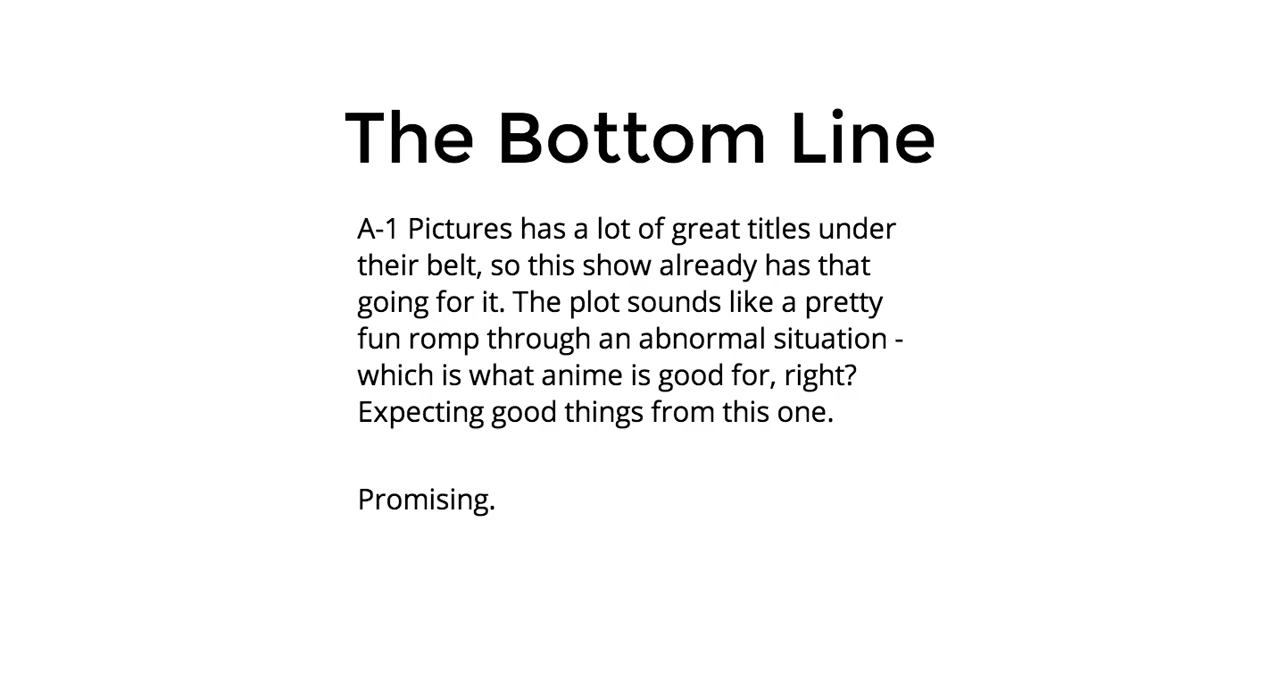 The Bottom Line
A-1 Pictures has a lot of great titles under
their belt, so this show already has that
going for it. The plot sounds like a pretty
fun romp through an abnormal situation -
which is what anime is good for, right?
Expecting good things from this one.
Promising.